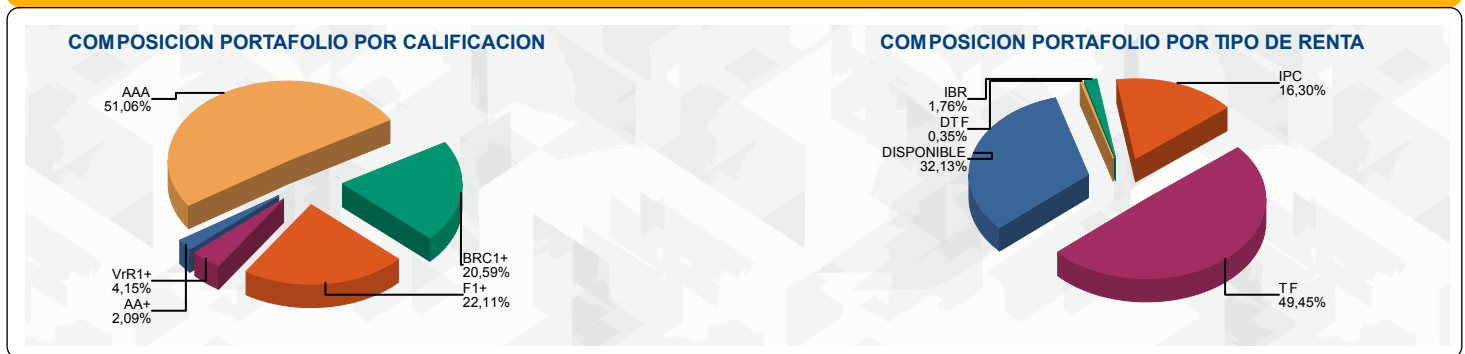 COMPOSICION PORTAFOLIO POR CALIFICACION
AAA
51,06%
BRC1+
20,59%
F1+
22,11%
VrR1+
4,15%
AA+
2,09%
COMPOSICION PORTAFOLIO POR TIPO DE RENTA
IBR
1,76%
DTF
0,35%
DISPONIBLE
32,13%
IPC
16,30%
TF
49,45%